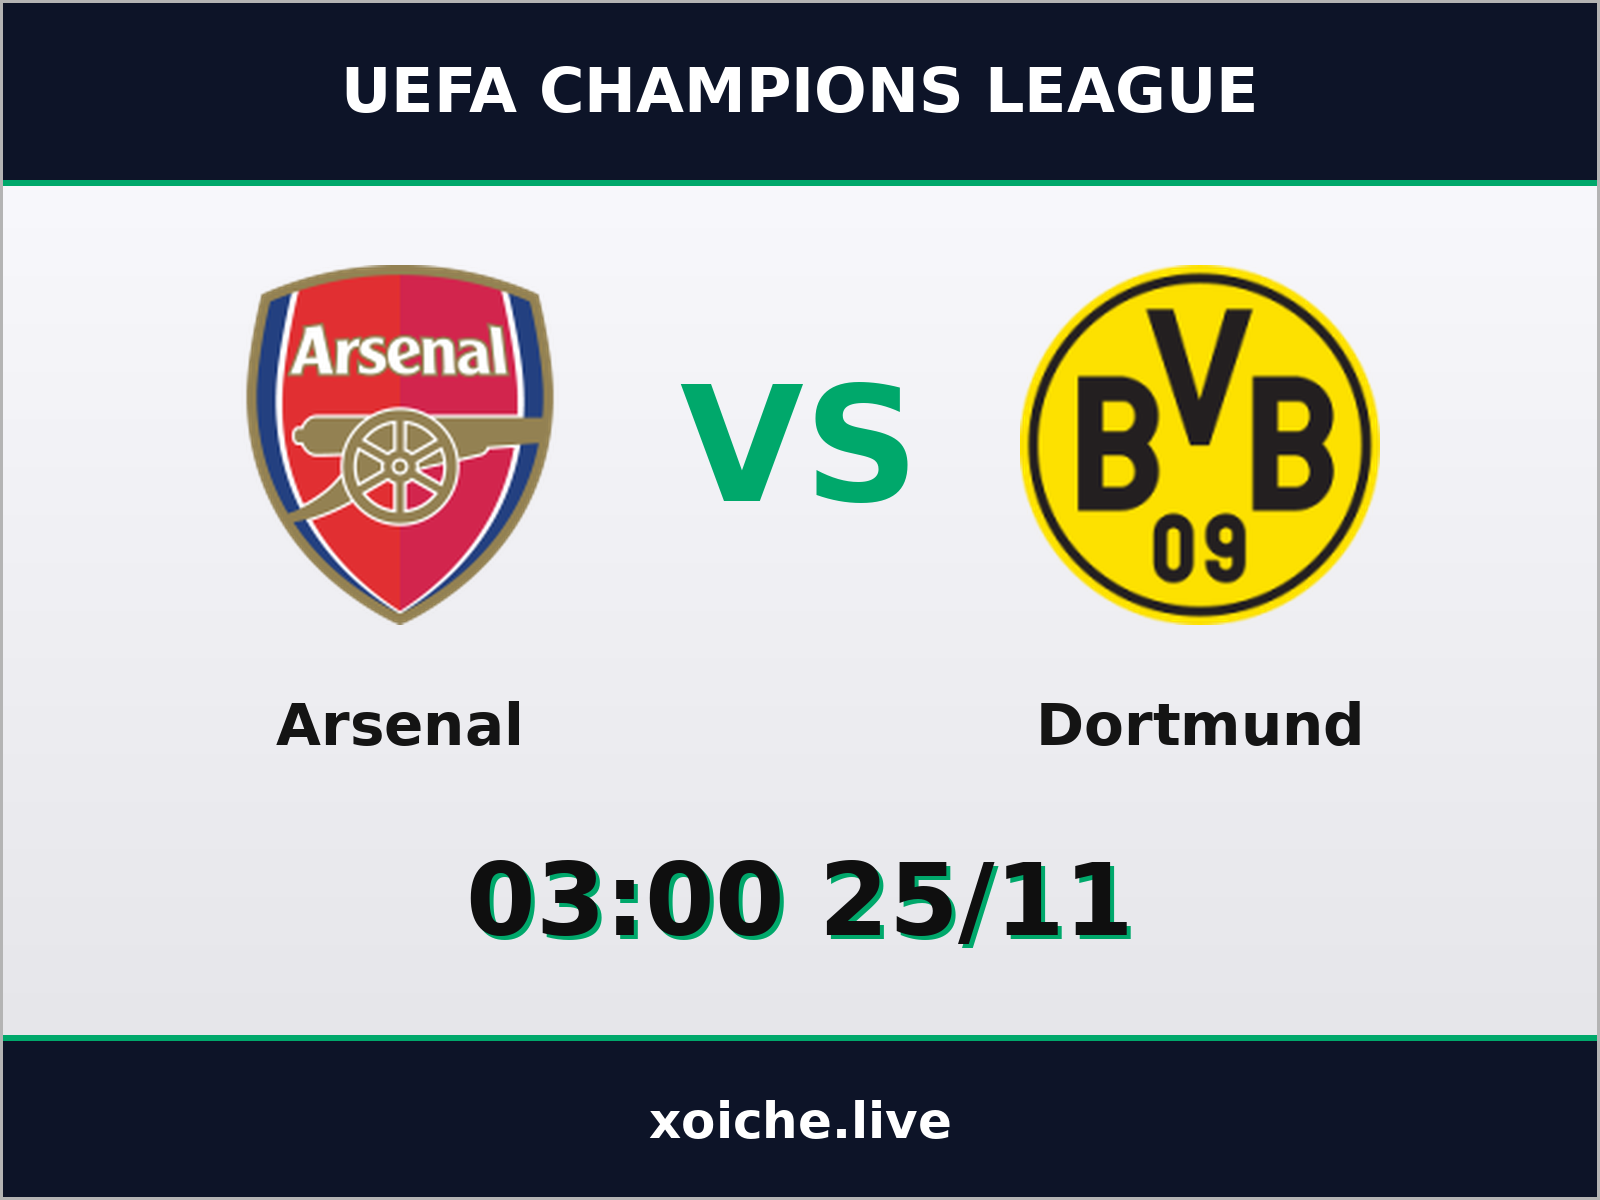 UEFA CHAMPIONS LEAGUE
Arsenal
VS
BVB
09
Arsenal
Dortmund
03:00 25/11
xoiche.live